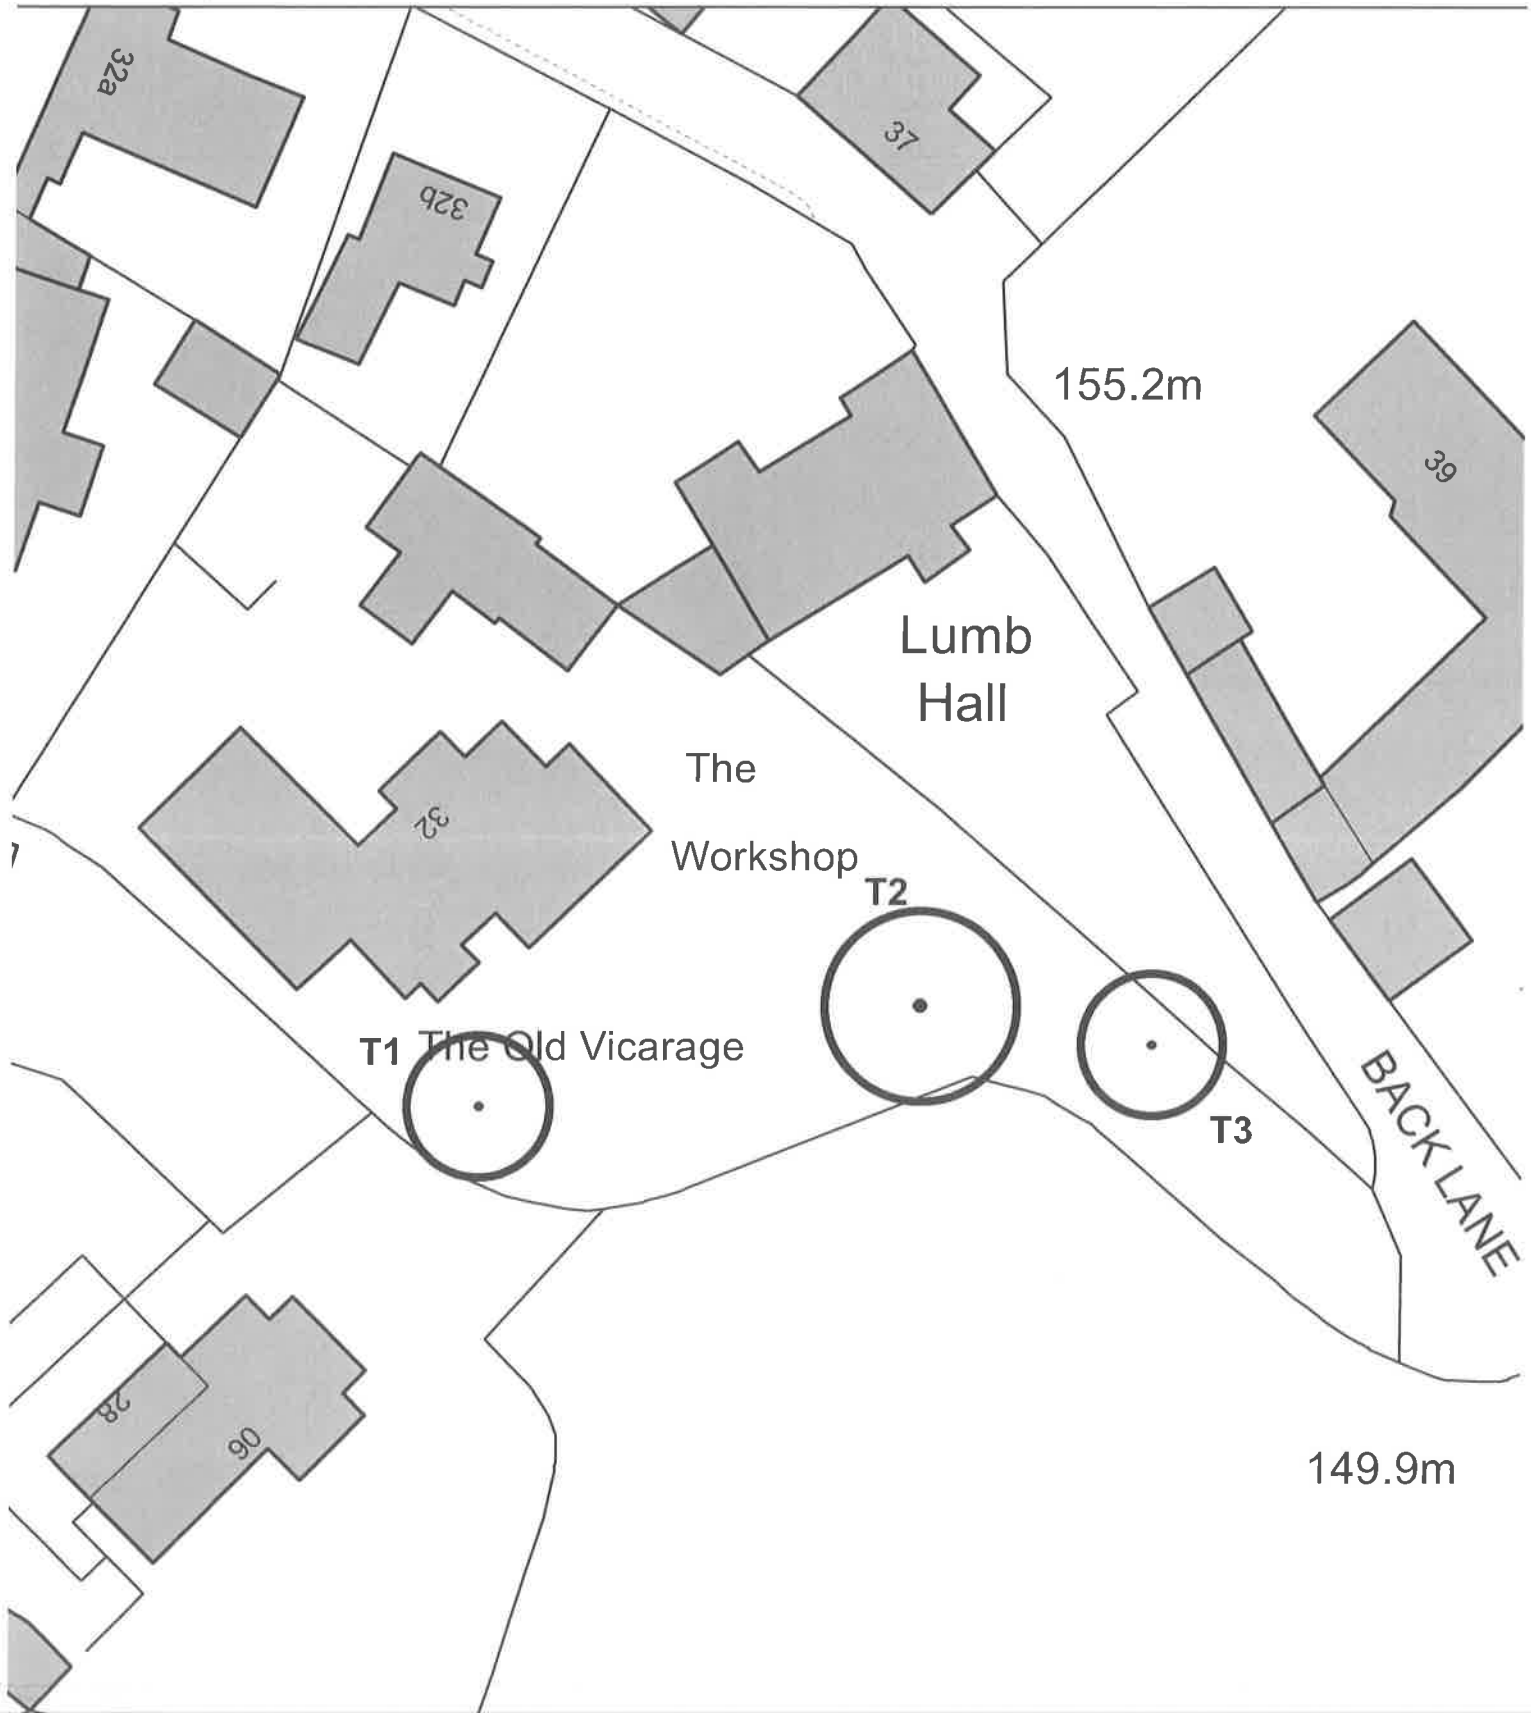 32a
37
32b
155.2m
39
Lumb
Hall
The
32
Workshop
T2
T1
The Old Vicarage
BACK LANE
T3
28
90
149.9m